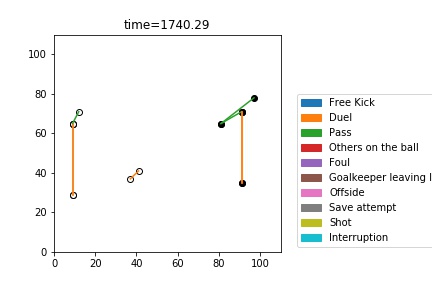 time=1740.29
100
80
60
40
20
0
0 20 40 60 80 100
Free Kick
Duel
Pass
Others on the ball
Foul
Goalkeeper leaving l
Offside
Save attempt
Shot
Interruption